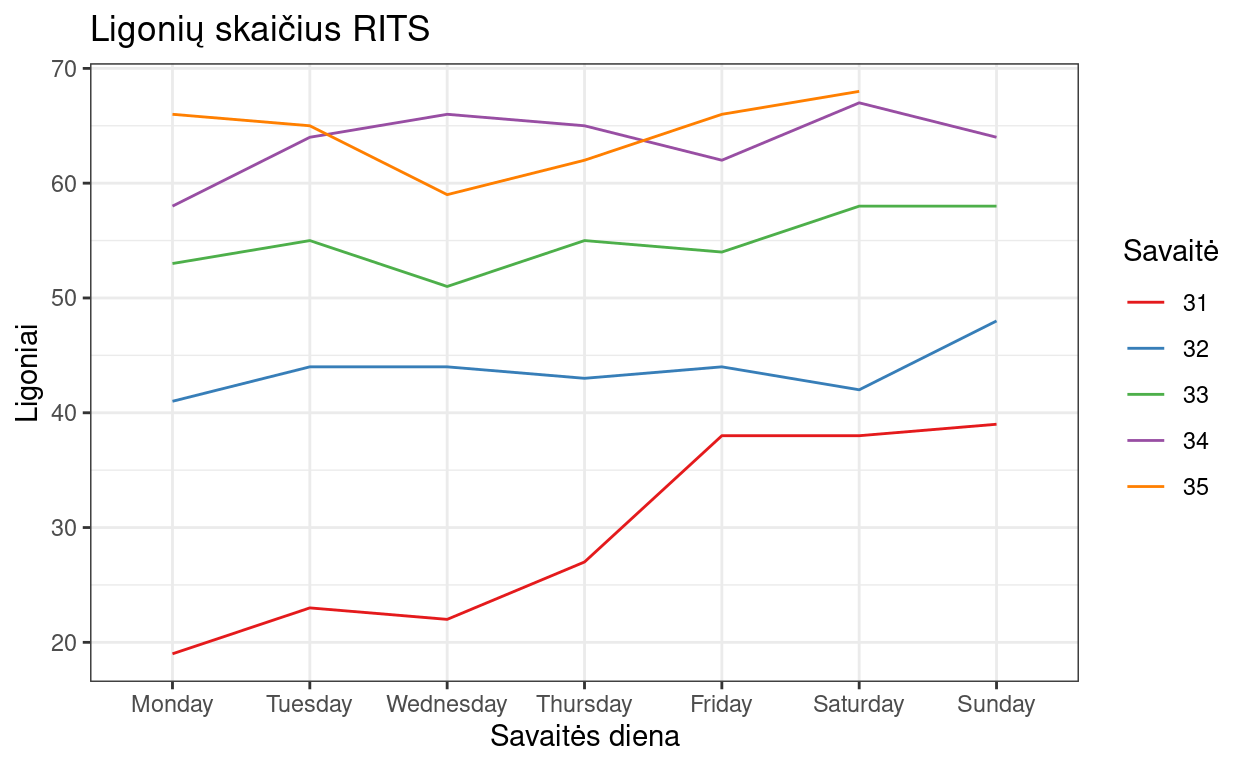 Ligonių skaičius RITS
70
60
50
40
30
20
Ligoniai
Monday Tuesday Wednesday Thursday Friday Saturday Sunday
Savaitės diena
Savaitė
31
32
33
34
35